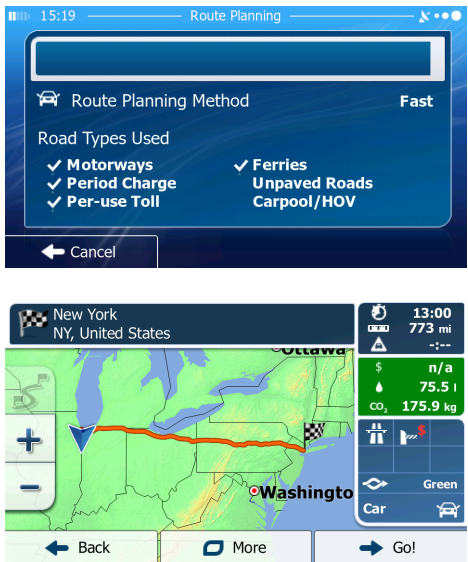 15:19 Route Planning
Route Planning Method Fast
Road Types Used
Motorways Ferries
Period Charge Unpaved Roads
Per-use Toll Carpool/HOV
Cancel
New York
NY, United States
13:00
773 mi
-:--
$ n/a
75.5 l
CO₂ 175.9 kg
Ottawa
$
Washingto
Green
Car
Back More Go!